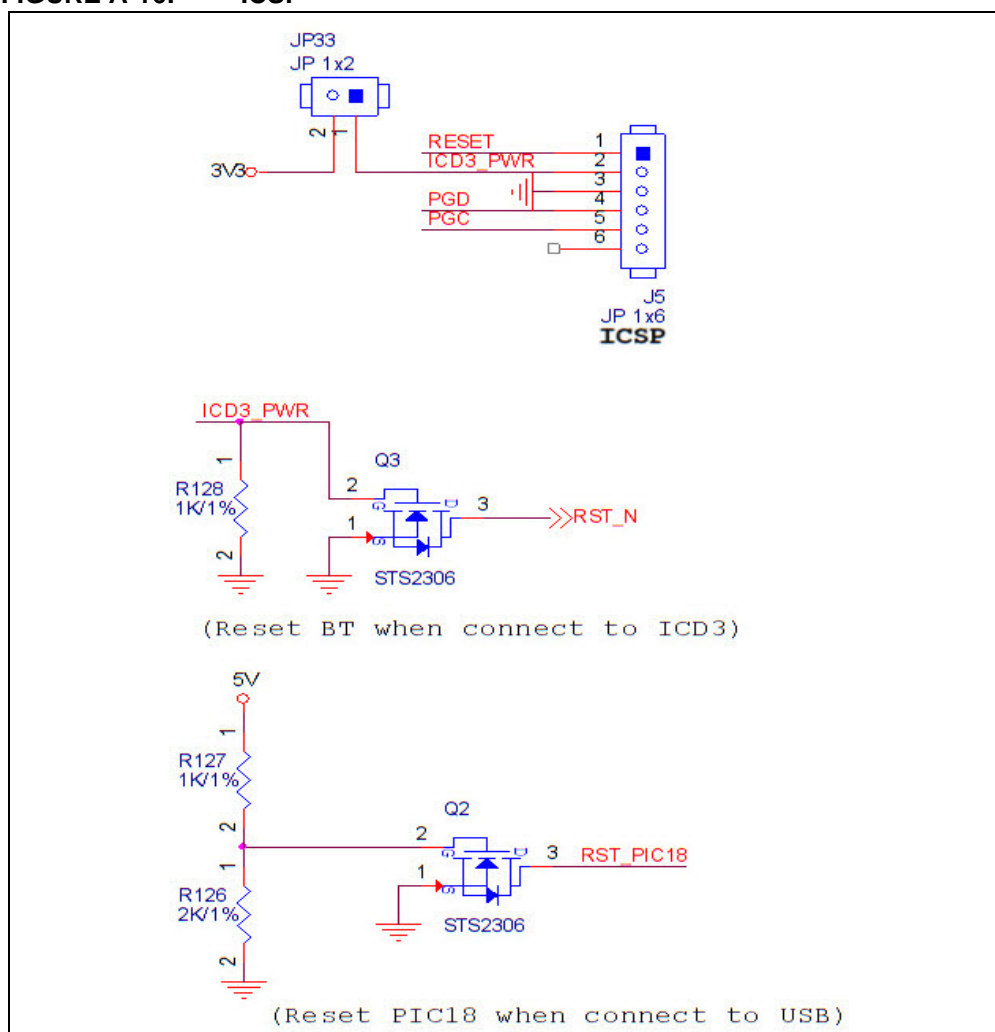 JP33
JP 1x2
2
1
3V3
RESET
ICD3_PWR
PGD
PGC
1
2
3
4
5
6
J5
JP 1x6
ICSP
ICD3_PWR
1
R128
1K/1%
2
Q3
2
G
D
3
RST_N
1
S
STS2306
(Reset BT when connect to ICD3)
5V
1
R127
1K/1%
2
Q2
2
G
D
3
RST_PIC18
1
S
1
R126
2K/1%
STS2306
2
(Reset PIC18 when connect to USB)